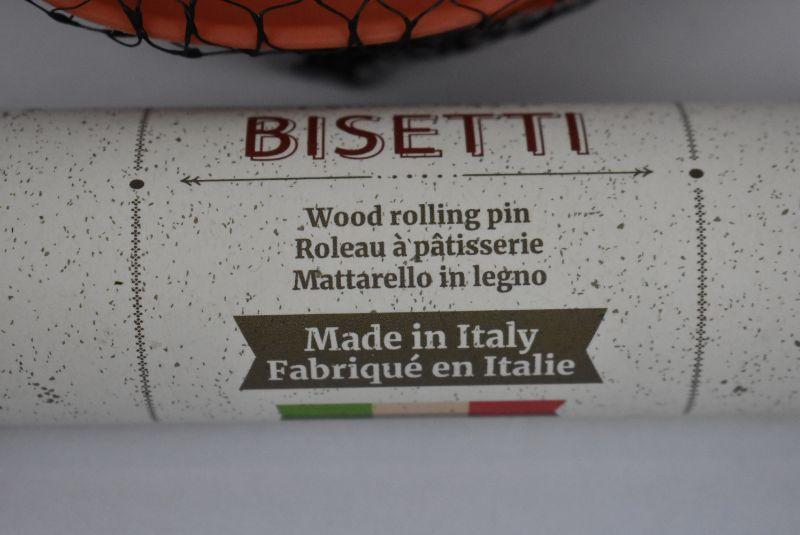 BISETTI
Wood rolling pin
Roleau à pâtisserie
Mattarello in legno
Made in Italy
Fabriqué en Italie